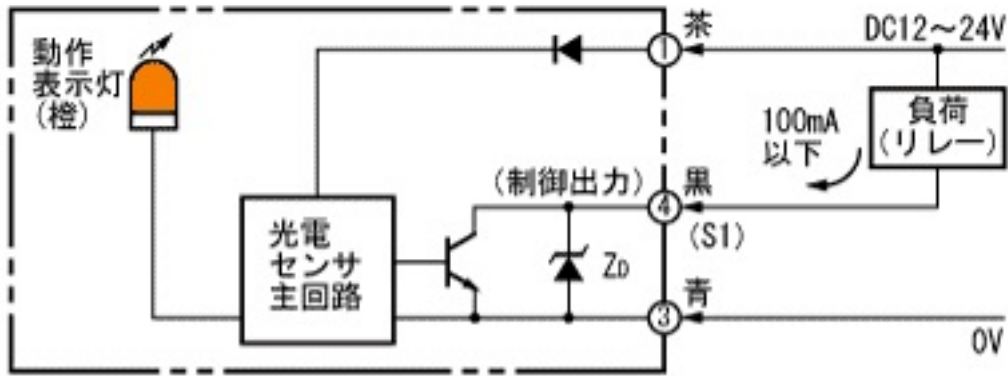 動作
表示灯
(橙)
① 茶
DC12～24V
負荷
(リレー)
100mA
以下
(制御出力)
④ 黒
(S1)
光電
センサ
主回路
ZD
③ 青
0V